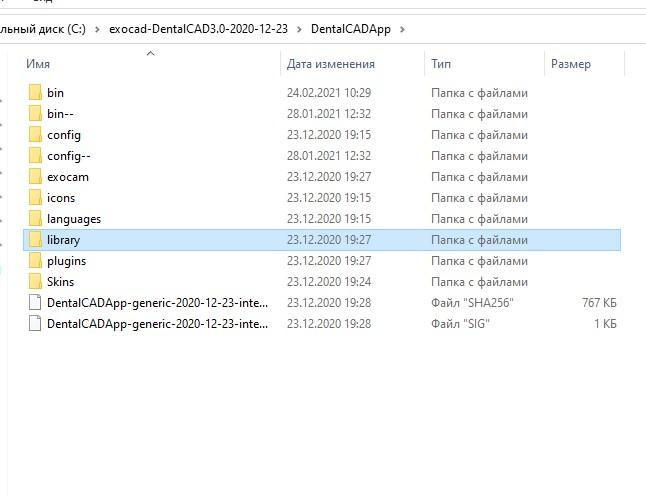 льный диск (C:) > exocad-DentalCAD3.0-2020-12-23 > DentalCADApp >
Имя Дата изменения Тип Размер
bin 24.02.2021 10:29 Папка с файлами
bin-- 28.01.2021 12:32 Папка с файлами
config 23.12.2020 19:15 Папка с файлами
config-- 28.01.2021 12:32 Папка с файлами
exocam 23.12.2020 19:27 Папка с файлами
icons 23.12.2020 19:15 Папка с файлами
languages 23.12.2020 19:15 Папка с файлами
library 23.12.2020 19:27 Папка с файлами
plugins 23.12.2020 19:27 Папка с файлами
Skins 23.12.2020 19:24 Папка с файлами
DentalCADApp-generic-2020-12-23-inte... 23.12.2020 19:28 Файл "SHA256" 767 КБ
DentalCADApp-generic-2020-12-23-inte... 23.12.2020 19:28 Файл "SIG" 1 КБ